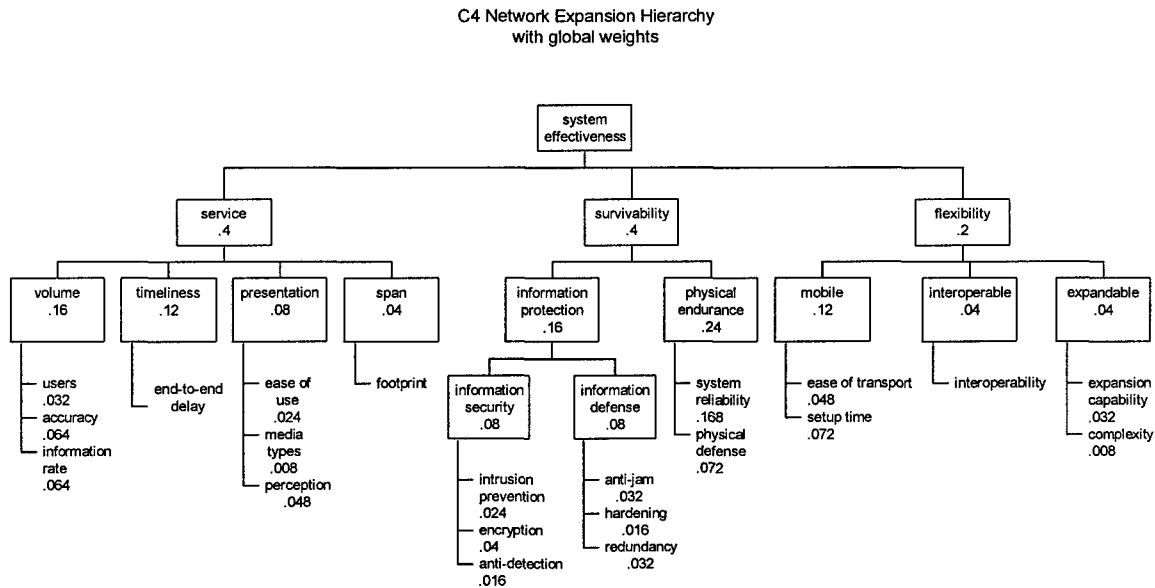 C4 Network Expansion Hierarchy
with global weights
system
effectiveness
service
.4
survivability
.4
flexibility
.2
volume
.16
timeliness
.12
presentation
.08
span
.04
information
protection
.16
physical
endurance
.24
mobile
.12
interoperable
.04
expandable
.04
users
.032
accuracy
.064
information
rate
.064
end-to-end
delay
ease of
use
.024
media
types
.008
perception
.048
footprint
information
security
.08
information
defense
.08
system
reliability
.168
physical
defense
.072
ease of transport
.048
setup time
.072
interoperability
expansion
capability
.032
complexity
.008
intrusion
prevention
.024
encryption
.04
anti-detection
.016
anti-jam
.032
hardening
.016
redundancy
.032